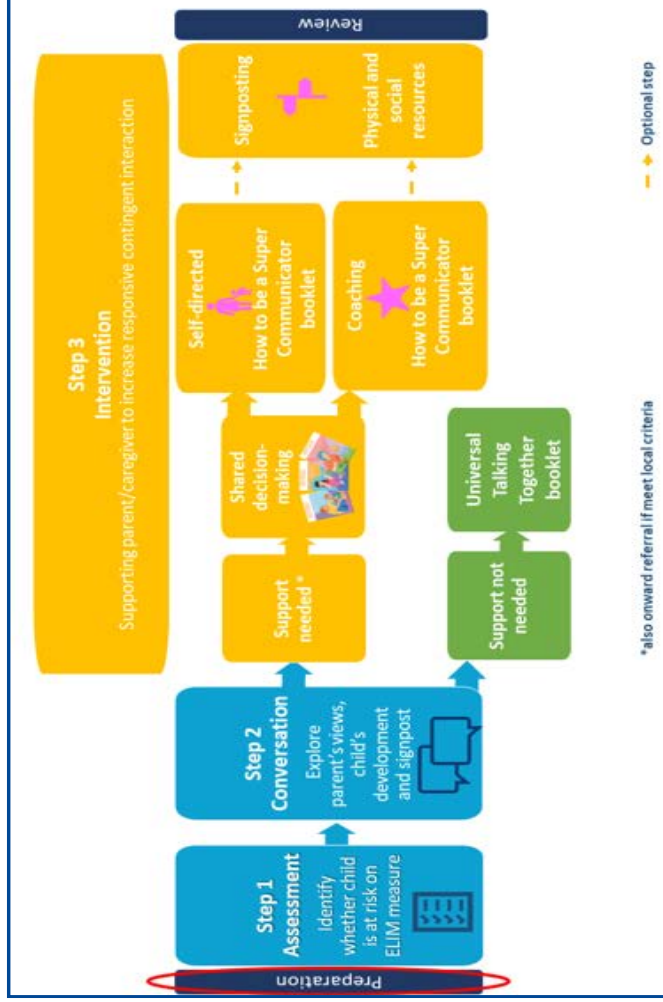 Preparation
Step 1
Assessment
Identify
whether child
is at risk on
ELIM measure
Step 2
Conversation
Explore
parent's views,
child's
development
and signpost
Step 3
Intervention
Supporting parent/caregiver to increase responsive contingent interaction
Support
needed*
Shared
decision-
making
Self-directed
How to be a Super
Communicator
booklet
Coaching
How to be a Super
Communicator
booklet
Signposting
Physical and
social
resources
Review
Support not
needed
Universal
Talking
Together
booklet
*also onward referral if meet local criteria
Optional step